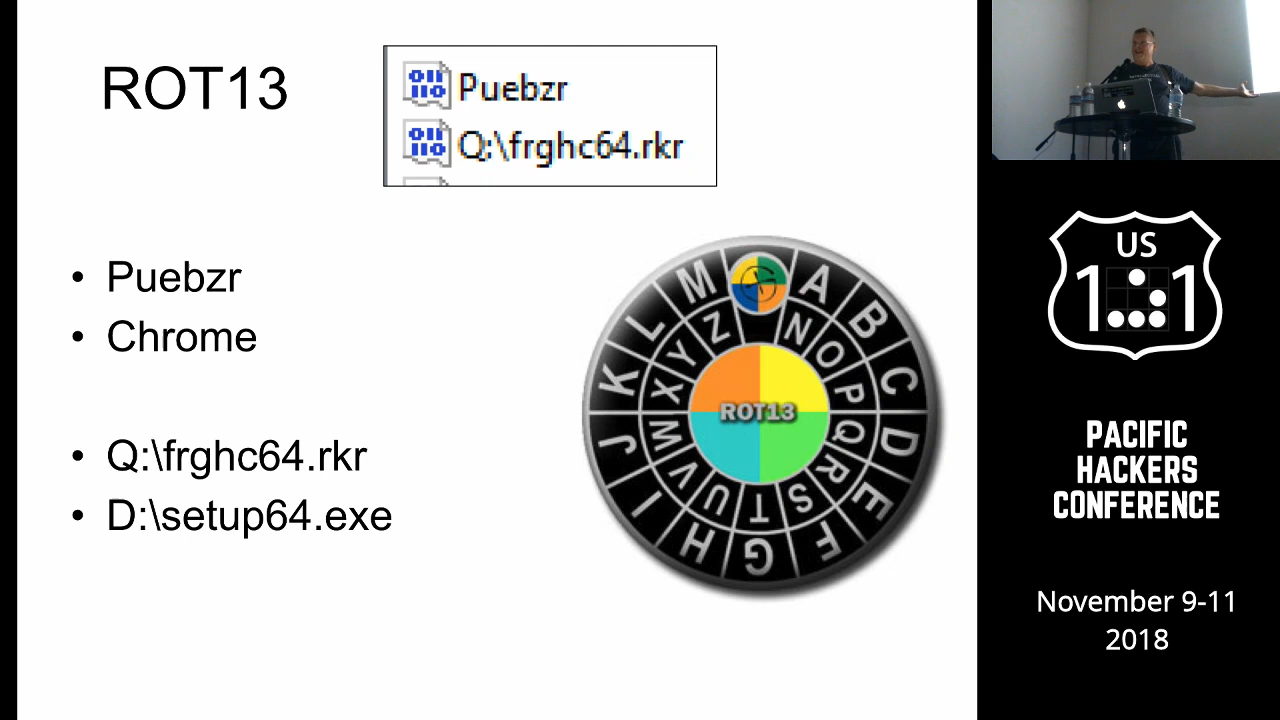 ROT13
Puebzr
Q:\frghc64.rkr
• Puebzr
• Chrome
• Q:\frghc64.rkr
• D:\setup64.exe
M A B C D E F G H I J K L
Z N O P Q R S T U V W X Y
ROT13
US
1 1
PACIFIC
HACKERS
CONFERENCE
November 9-11
2018